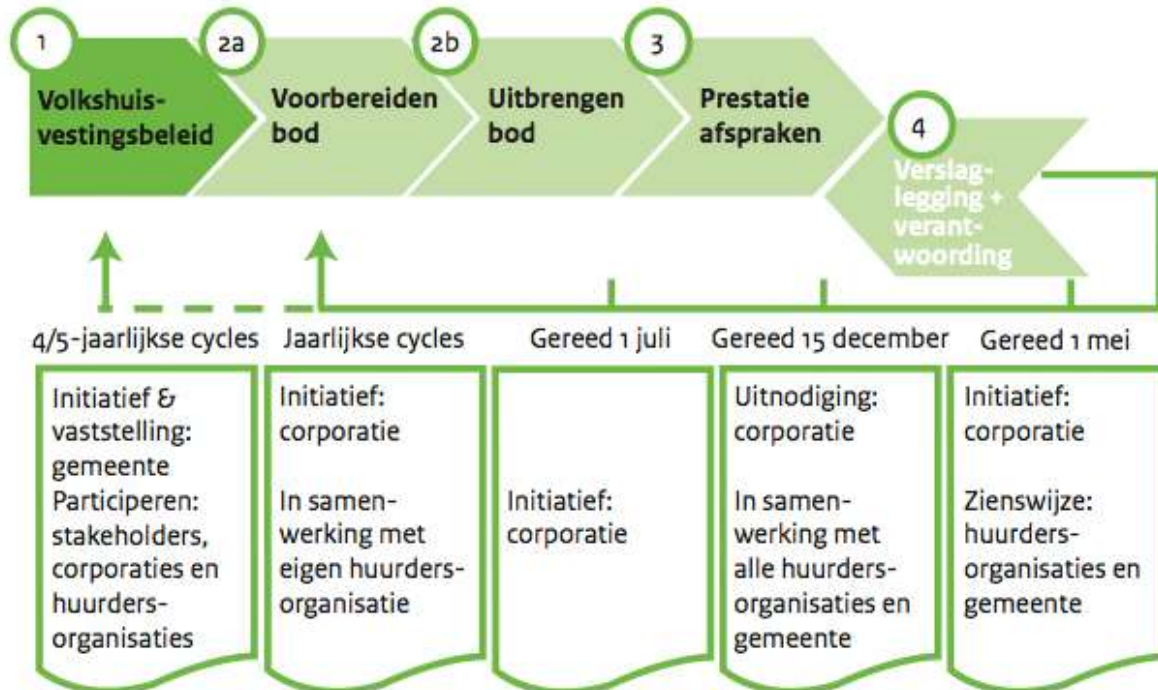 1
Volkshuis-
vestingsbeleid
2a
Voorbereiden
bod
2b
Uitbrengen
bod
3
Prestatie
afspraken
4
Verslag-
legging +
verant-
woording
4/5-jaarlijkse cycles
Jaarlijkse cycles
Gereed 1 juli
Gereed 15 december
Gereed 1 mei
Initiatief &
vaststelling:
gemeente
Participeren:
stakeholders,
corporaties en
huurders-
organisaties
Initiatief:
corporatie
In samen-
werking met
eigen huurders-
organisatie
Initiatief:
corporatie
Uitnodiging:
corporatie
In samen-
werking met
alle huurders-
organisaties en
gemeente
Initiatief:
corporatie
Zienswijze:
huurders-
organisaties en
gemeente